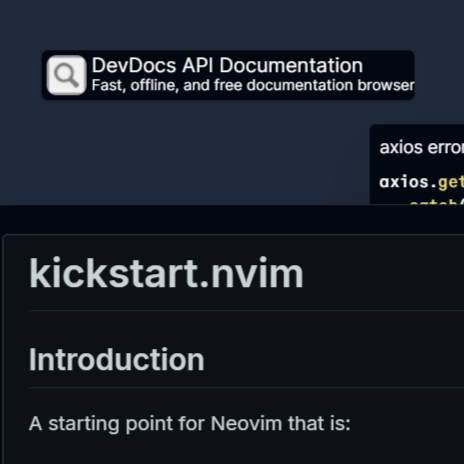 DevDocs API Documentation
Fast, offline, and free documentation browser
axios error
axios.get
kickstart.nvim
Introduction
A starting point for Neovim that is: